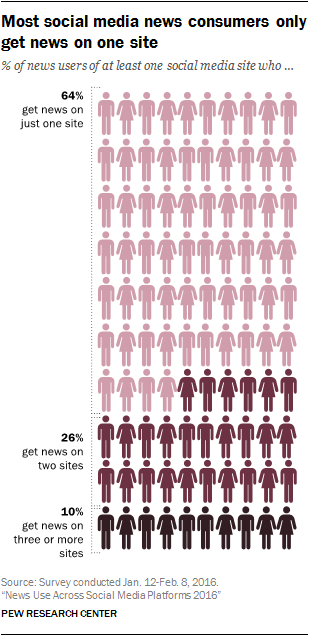 Most social media news consumers only
get news on one site
% of news users of at least one social media site who ...
64%
get news on
just one site
26%
get news on
two sites
10%
get news on
three or more
sites
Source: Survey conducted Jan. 12-Feb. 8, 2016.
“News Use Across Social Media Platforms 2016”
PEW RESEARCH CENTER